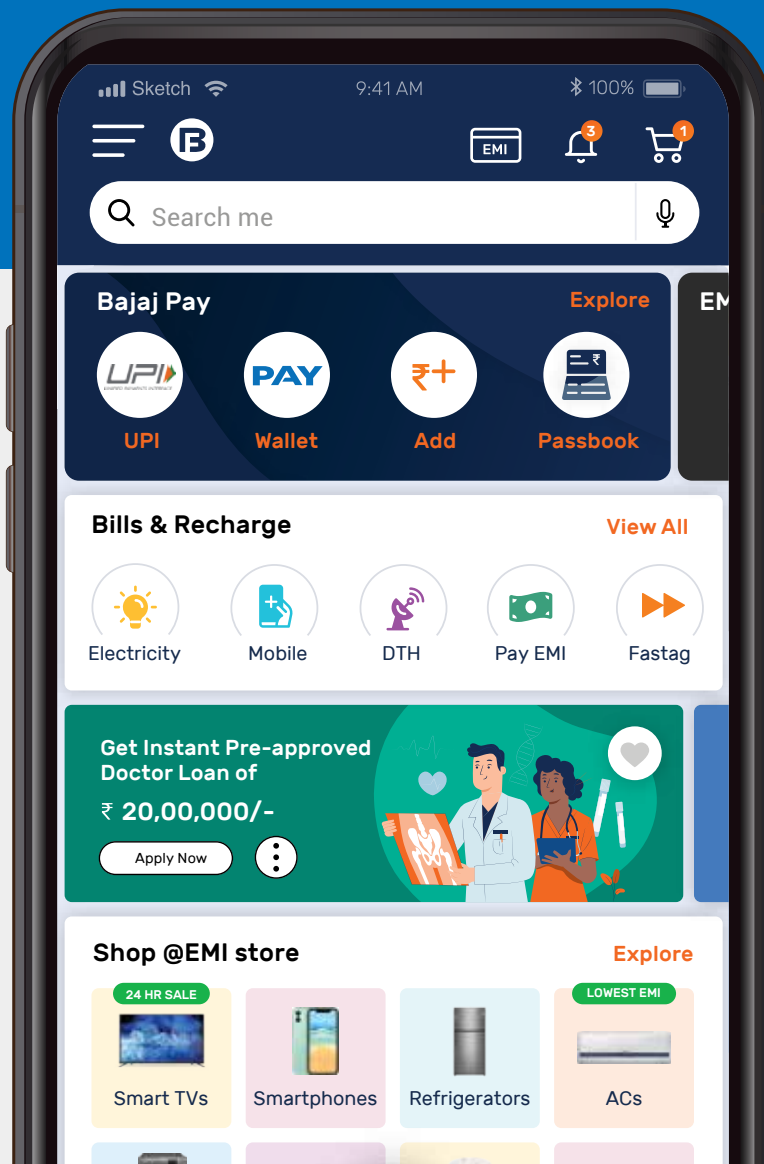 Sketch 9:41 AM 100%
B EMI 3 1
Search me
Bajaj Pay Explore EM
UPI PAY ₹+ ₹
UPI Wallet Add Passbook
Bills & Recharge View All
Electricity Mobile DTH Pay EMI Fastag
Get Instant Pre-approved
Doctor Loan of
₹ 20,00,000/-
Apply Now
Shop @EMI store Explore
24 HR SALE LOWEST EMI
Smart TVs Smartphones Refrigerators ACs